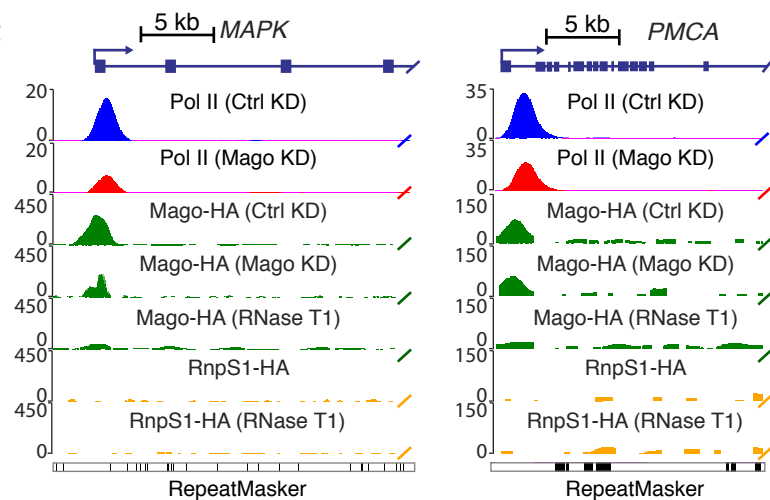 5 kb MAPK
20
0
Pol II (Ctrl KD)
20
0
Pol II (Mago KD)
450
0
Mago-HA (Ctrl KD)
450
0
Mago-HA (Mago KD)
450
0
Mago-HA (RNase T1)
450
0
RnpS1-HA
450
0
RnpS1-HA (RNase T1)
RepeatMasker
5 kb PMCA
35
0
Pol II (Ctrl KD)
35
0
Pol II (Mago KD)
150
0
Mago-HA (Ctrl KD)
150
0
Mago-HA (Mago KD)
150
0
Mago-HA (RNase T1)
150
0
RnpS1-HA
150
0
RnpS1-HA (RNase T1)
RepeatMasker